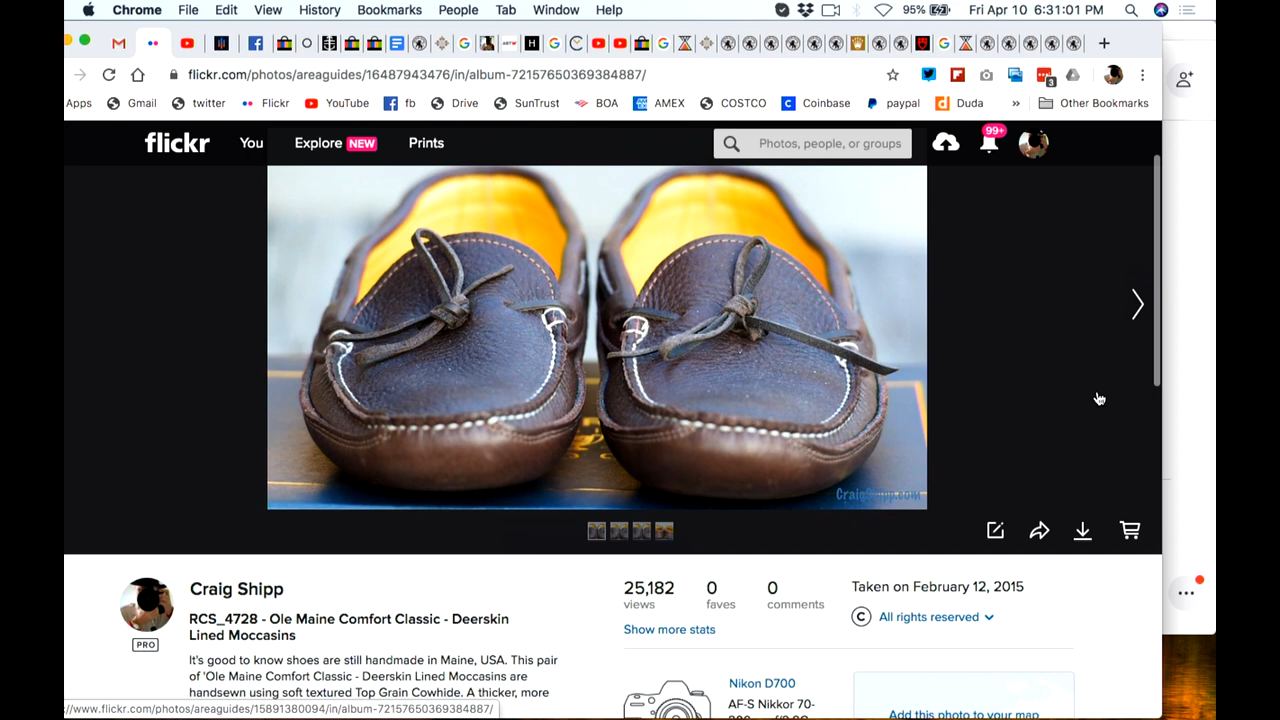 Chrome File Edit View History Bookmarks People Tab Window Help 95% Fri Apr 10 6:31:01 PM
flickr.com/photos/areaguides/16487943476/in/album-72157650369384887/
3
Apps Gmail twitter Flickr YouTube fb Drive SunTrust BOA AMEX COSTCO Coinbase paypal Duda » Other Bookmarks
flickr You Explore NEW Prints Photos, people, or groups 99+
CraigShipp.com
Craig Shipp
PRO
RCS_4728 - Ole Maine Comfort Classic - Deerskin
Lined Moccasins
It's good to know shoes are still handmade in Maine, USA. This pair
of 'Ole Maine Comfort Classic - Deerskin Lined Moccasins are
handsewn using soft textured Top Grain Cowhide. A thicker, more
25,182 0 0
views faves comments
Show more stats
Taken on February 12, 2015
All rights reserved
Nikon D700
AF-S Nikkor 70-
Add this photo to your map
://www.flickr.com/photos/areaguides/15891380094/in/album-72157650369384887/